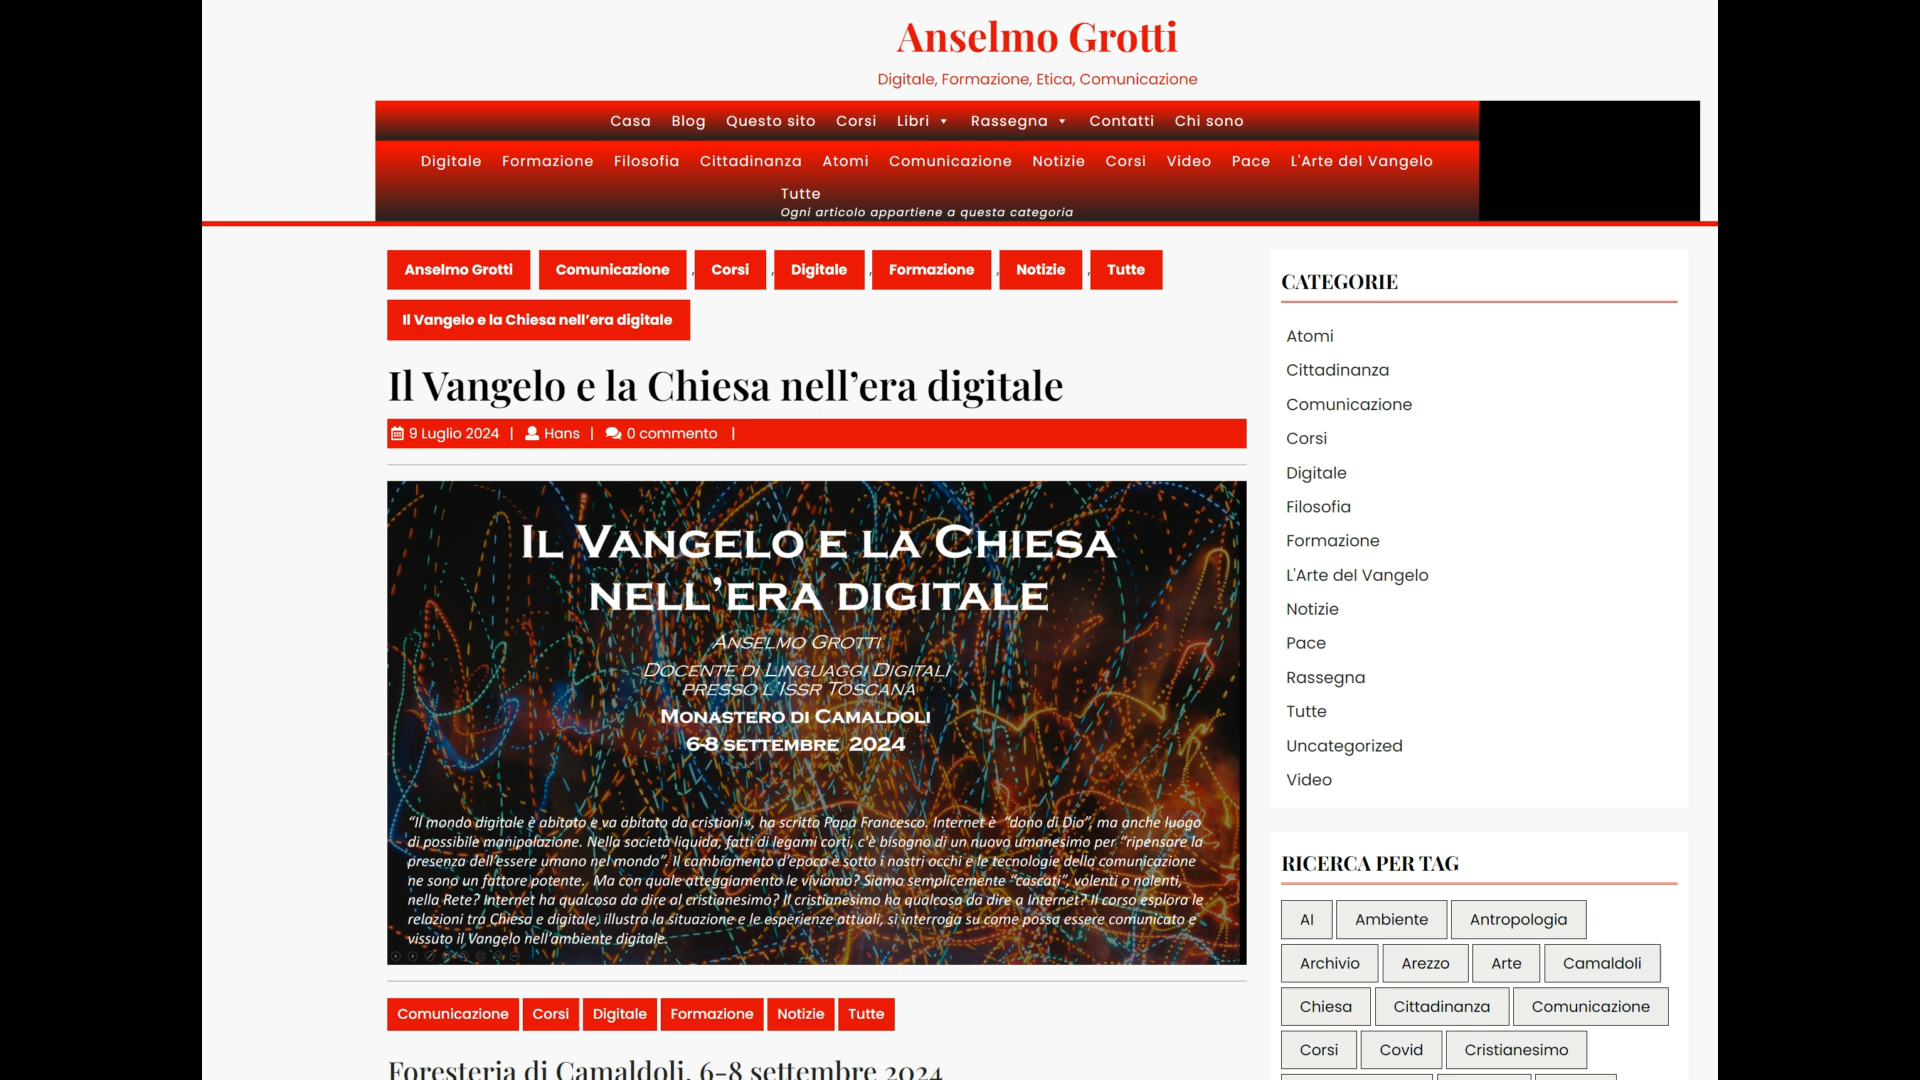 Anselmo Grotti
Digitale, Formazione, Etica, Comunicazione
Casa Blog Questo sito Corsi Libri Rassegna Contatti Chi sono
Digitale Formazione Filosofia Cittadinanza Atomi Comunicazione Notizie Corsi Video Pace L'Arte del Vangelo
Tutte
Ogni articolo appartiene a questa categoria
Anselmo Grotti Comunicazione , Corsi , Digitale , Formazione , Notizie , Tutte
Il Vangelo e la Chiesa nell’era digitale
Il Vangelo e la Chiesa nell’era digitale
9 Luglio 2024 | Hans | 0 commento |
Il Vangelo e la Chiesa
nell’era digitale
Anselmo Grotti
Docente di Linguaggi Digitali
presso l’Issr Toscana
Monastero di Camaldoli
6-8 settembre 2024
“Il mondo digitale è abitato e va abitato da cristiani», ha scritto Papa Francesco. Internet è “dono di Dio”, ma anche luogo
di possibile manipolazione. Nella società liquida, fatti di legami corti, c’è bisogno di un nuovo umanesimo per “ripensare la
presenza dell’essere umano nel mondo”. Il cambiamento d’epoca è sotto i nostri occhi e le tecnologie della comunicazione
ne sono un fattore potente. Ma con quale atteggiamento le viviamo? Siamo semplicemente “cascati”, volenti o nolenti,
nella Rete? Internet ha qualcosa da dire al cristianesimo? Il cristianesimo ha qualcosa da dire a Internet? Il corso esplora le
relazioni tra Chiesa e digitale, illustra la situazione e le esperienze attuali, si interroga su come possa essere comunicato e
vissuto il Vangelo nell’ambiente digitale.
Comunicazione Corsi Digitale Formazione Notizie Tutte
Foresteria di Camaldoli, 6-8 settembre 2024
CATEGORIE
Atomi
Cittadinanza
Comunicazione
Corsi
Digitale
Filosofia
Formazione
L'Arte del Vangelo
Notizie
Pace
Rassegna
Tutte
Uncategorized
Video
RICERCA PER TAG
AI Ambiente Antropologia
Archivio Arezzo Arte Camaldoli
Chiesa Cittadinanza Comunicazione
Corsi Covid Cristianesimo